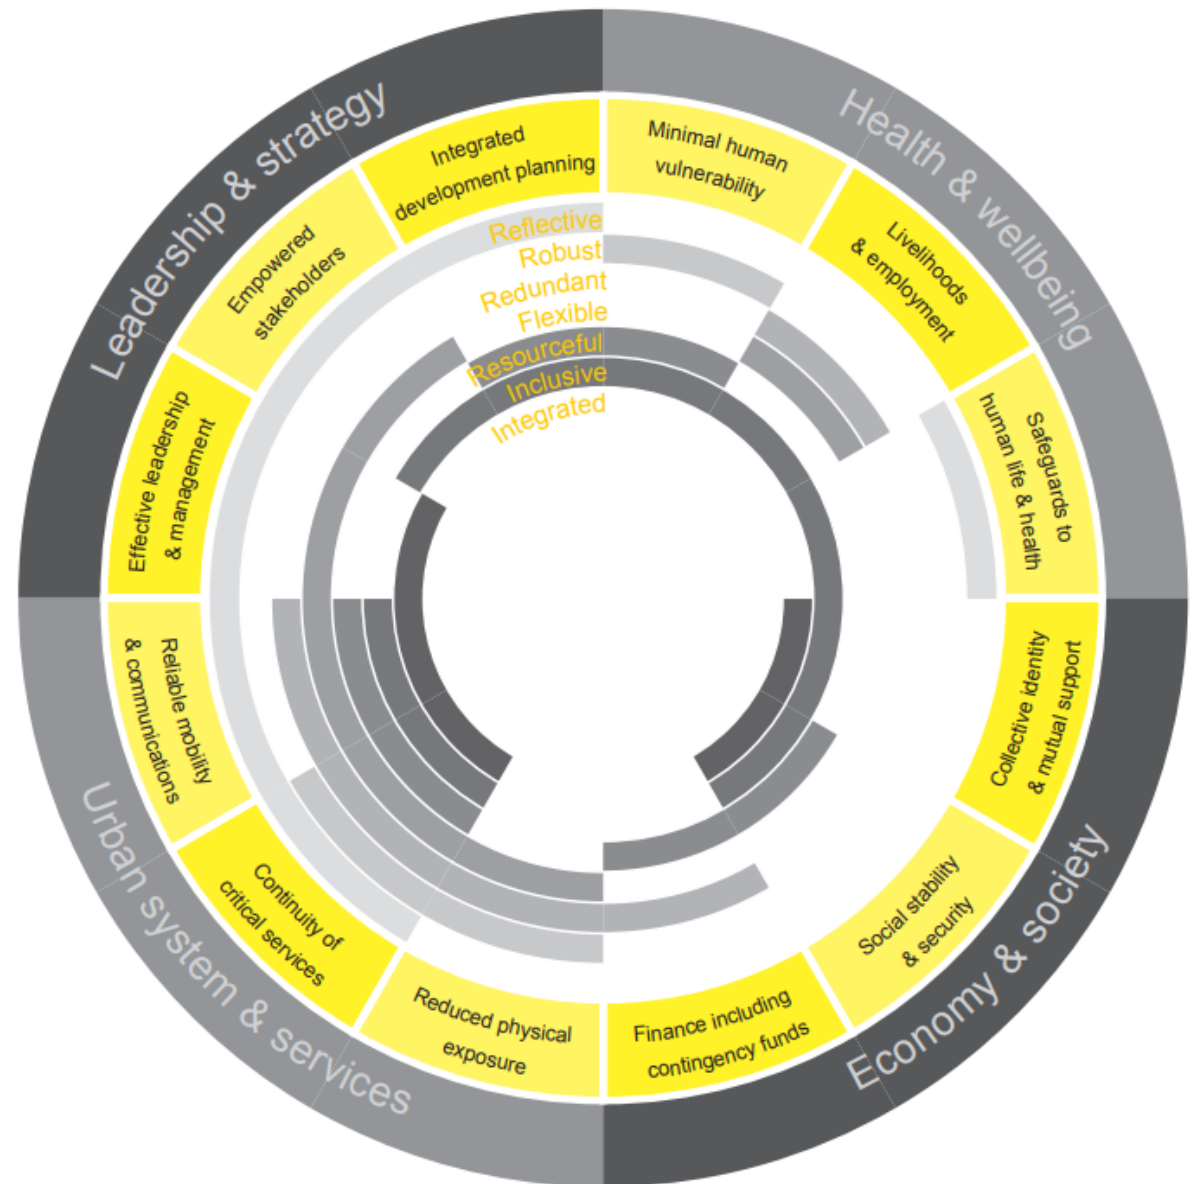 Leadership & strategy
Health & wellbeing
Economy & society
Urban system & services
Minimal human
vulnerability
Livelihoods
& employment
Safeguards to
human life & health
Collective identity
& mutual support
Social stability
& security
Finance including
contingency funds
Reduced physical
exposure
Continuity of
critical services
Reliable mobility
& communications
Effective leadership
& management
Empowered
stakeholders
Integrated
development planning
Reflective
Robust
Redundant
Flexible
Resourceful
Inclusive
Integrated